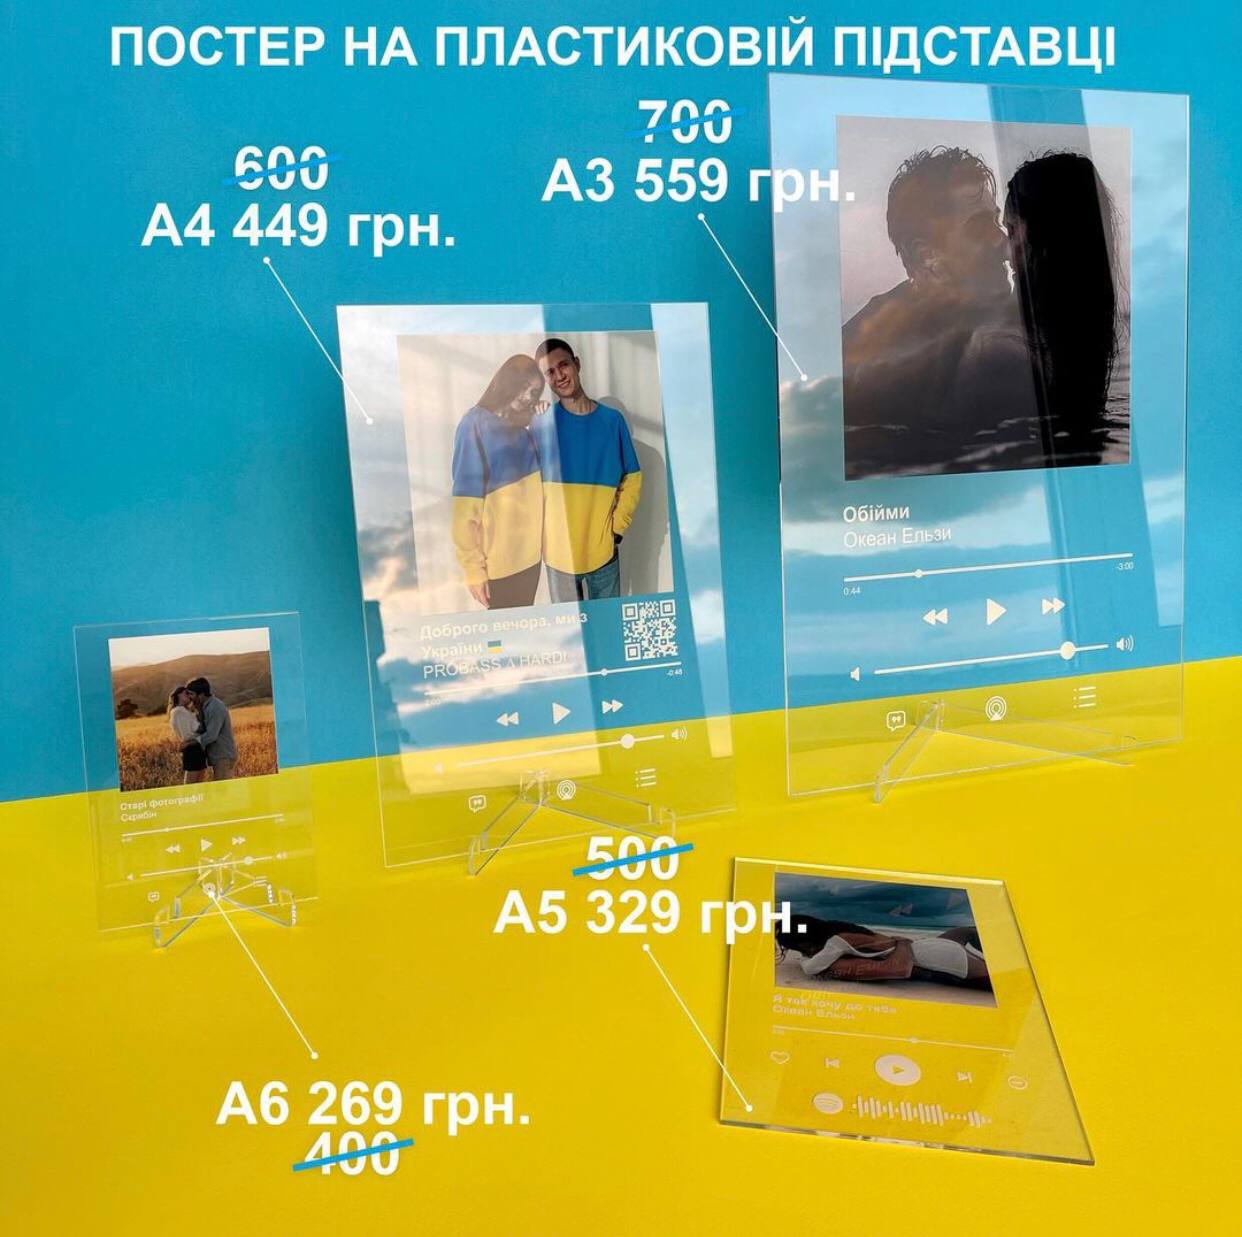 ПОСТЕР НА ПЛАСТИКОВІЙ ПІДСТАВЦІ
700
А3 559 грн.
600
А4 449 грн.
Обійми
Океан Ельзи
0:44
-3:00
Доброго вечора, ми з
України 🇺🇦
PROBASS ∆ HARDI
-0:48
Старі фотографії
Скрябін
500
А5 329 грн.
Я так хочу до тебе
Океан Ельзи
А6 269 грн.
400